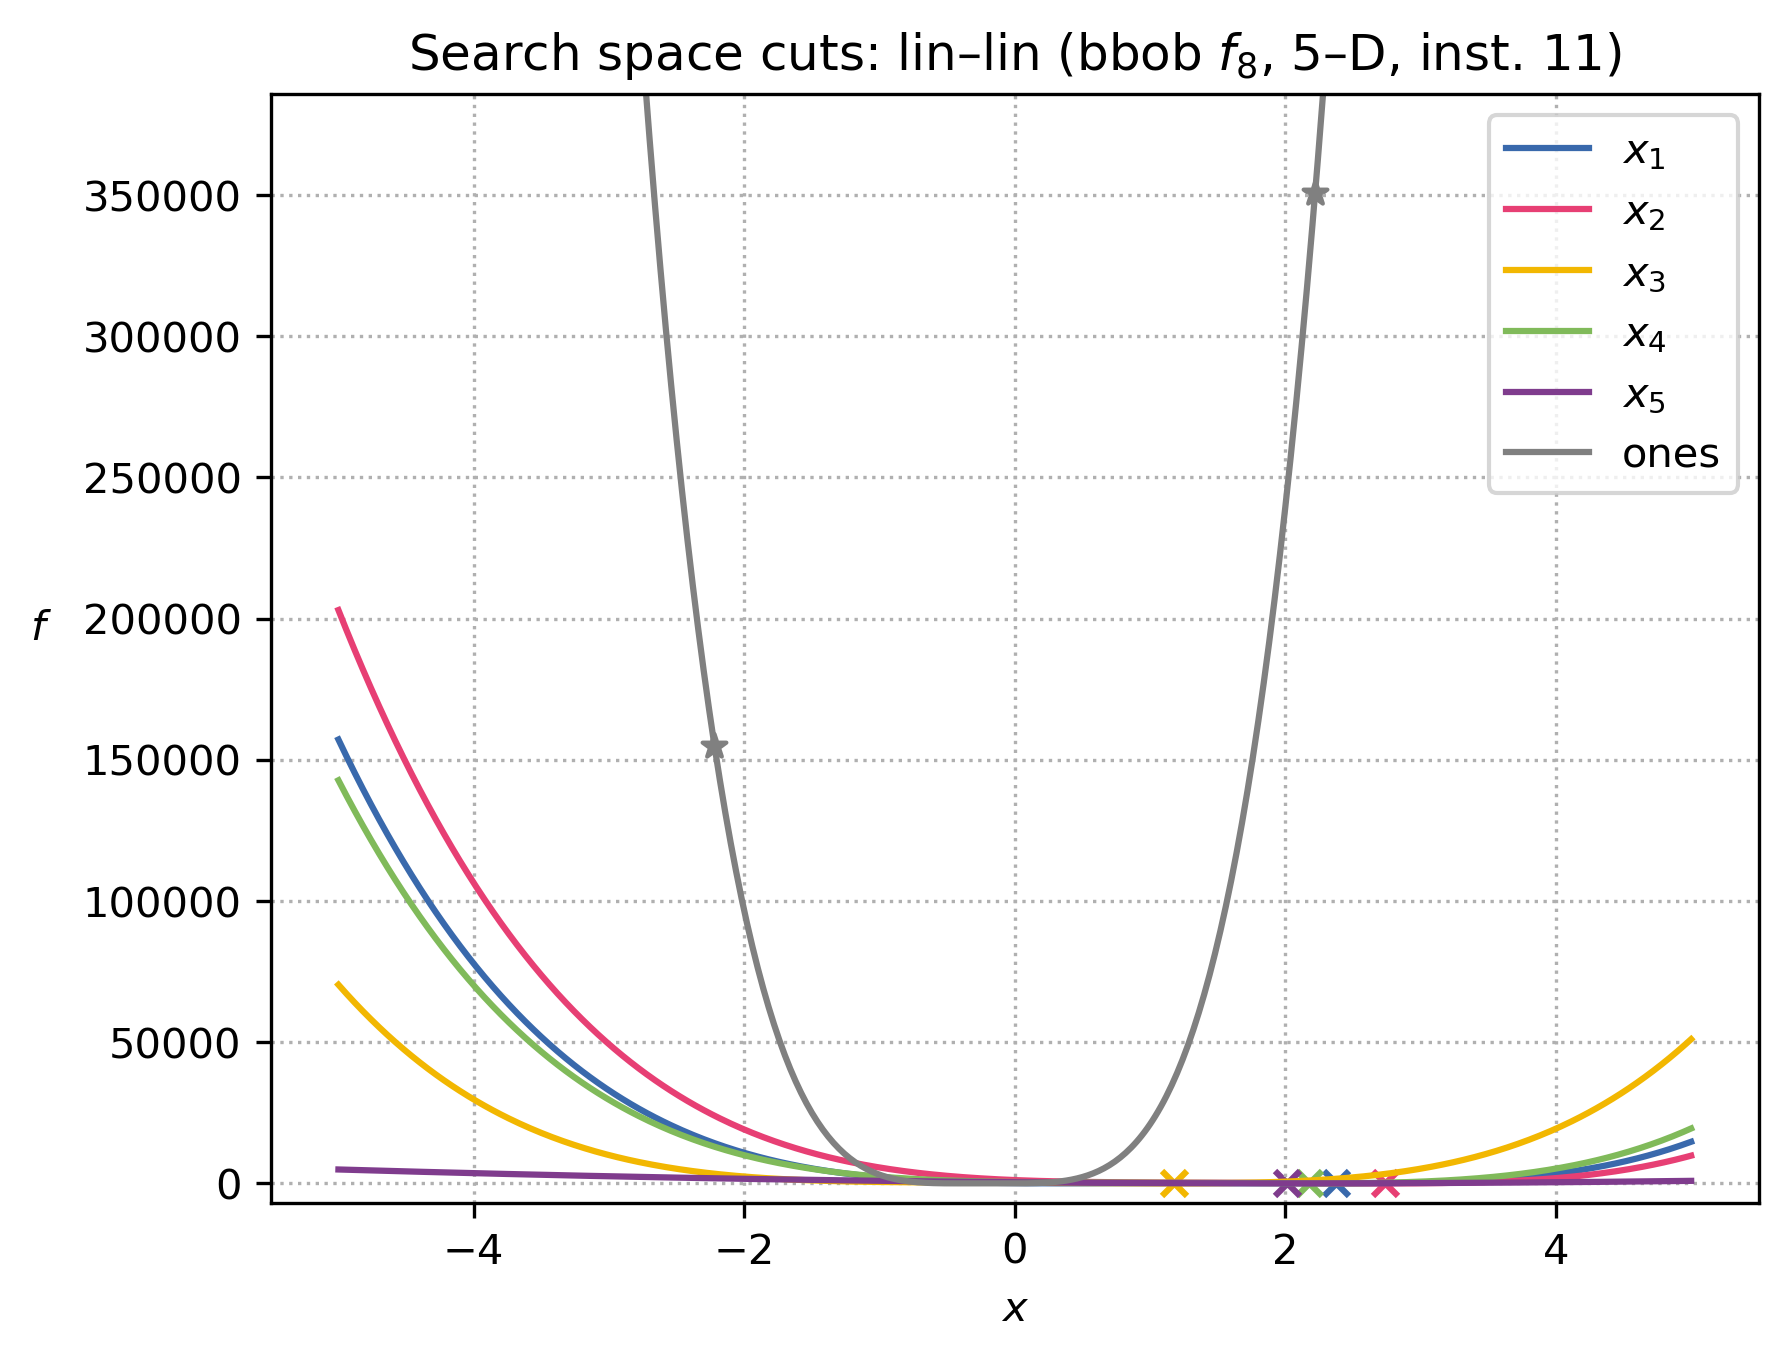 Search space cuts: lin–lin (bbob f₈, 5–D, inst. 11)
x₁
x₂
x₃
x₄
x₅
ones
350000
300000
250000
200000
150000
100000
50000
0
f
−4 −2 0 2 4
x